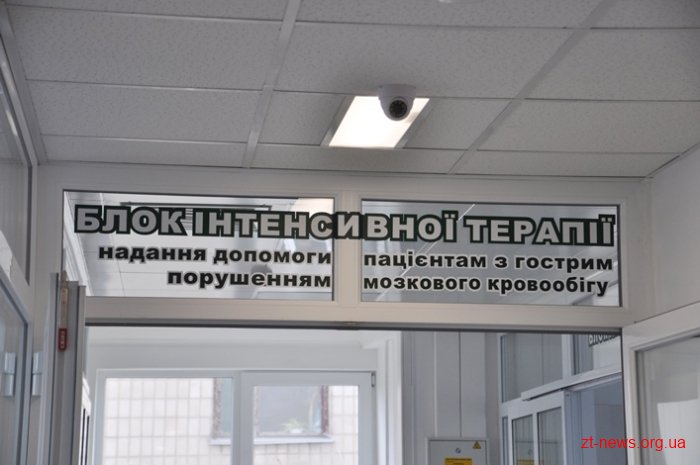 БЛОК ІНТЕНСИВНОЇ ТЕРАПІЇ
надання допомоги пацієнтам з гострим
порушенням мозкового кровообігу
zt-news.org.ua